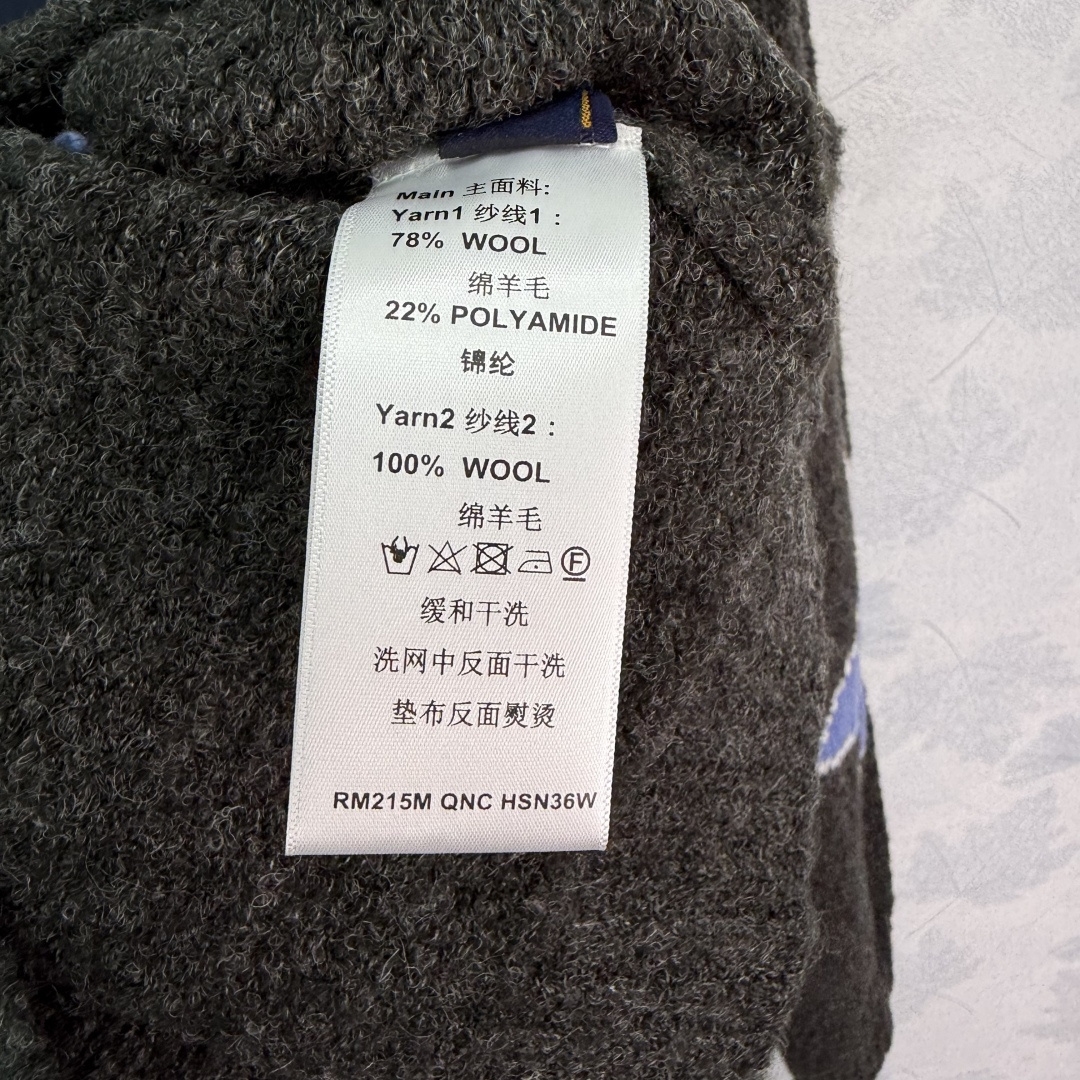 Main 主面料:
Yarn1 纱线1 :
78% WOOL
绵羊毛
22% POLYAMIDE
锦纶
Yarn2 纱线2 :
100% WOOL
绵羊毛
F
缓和干洗
洗网中反面干洗
垫布反面熨烫
RM215M QNC HSN36W